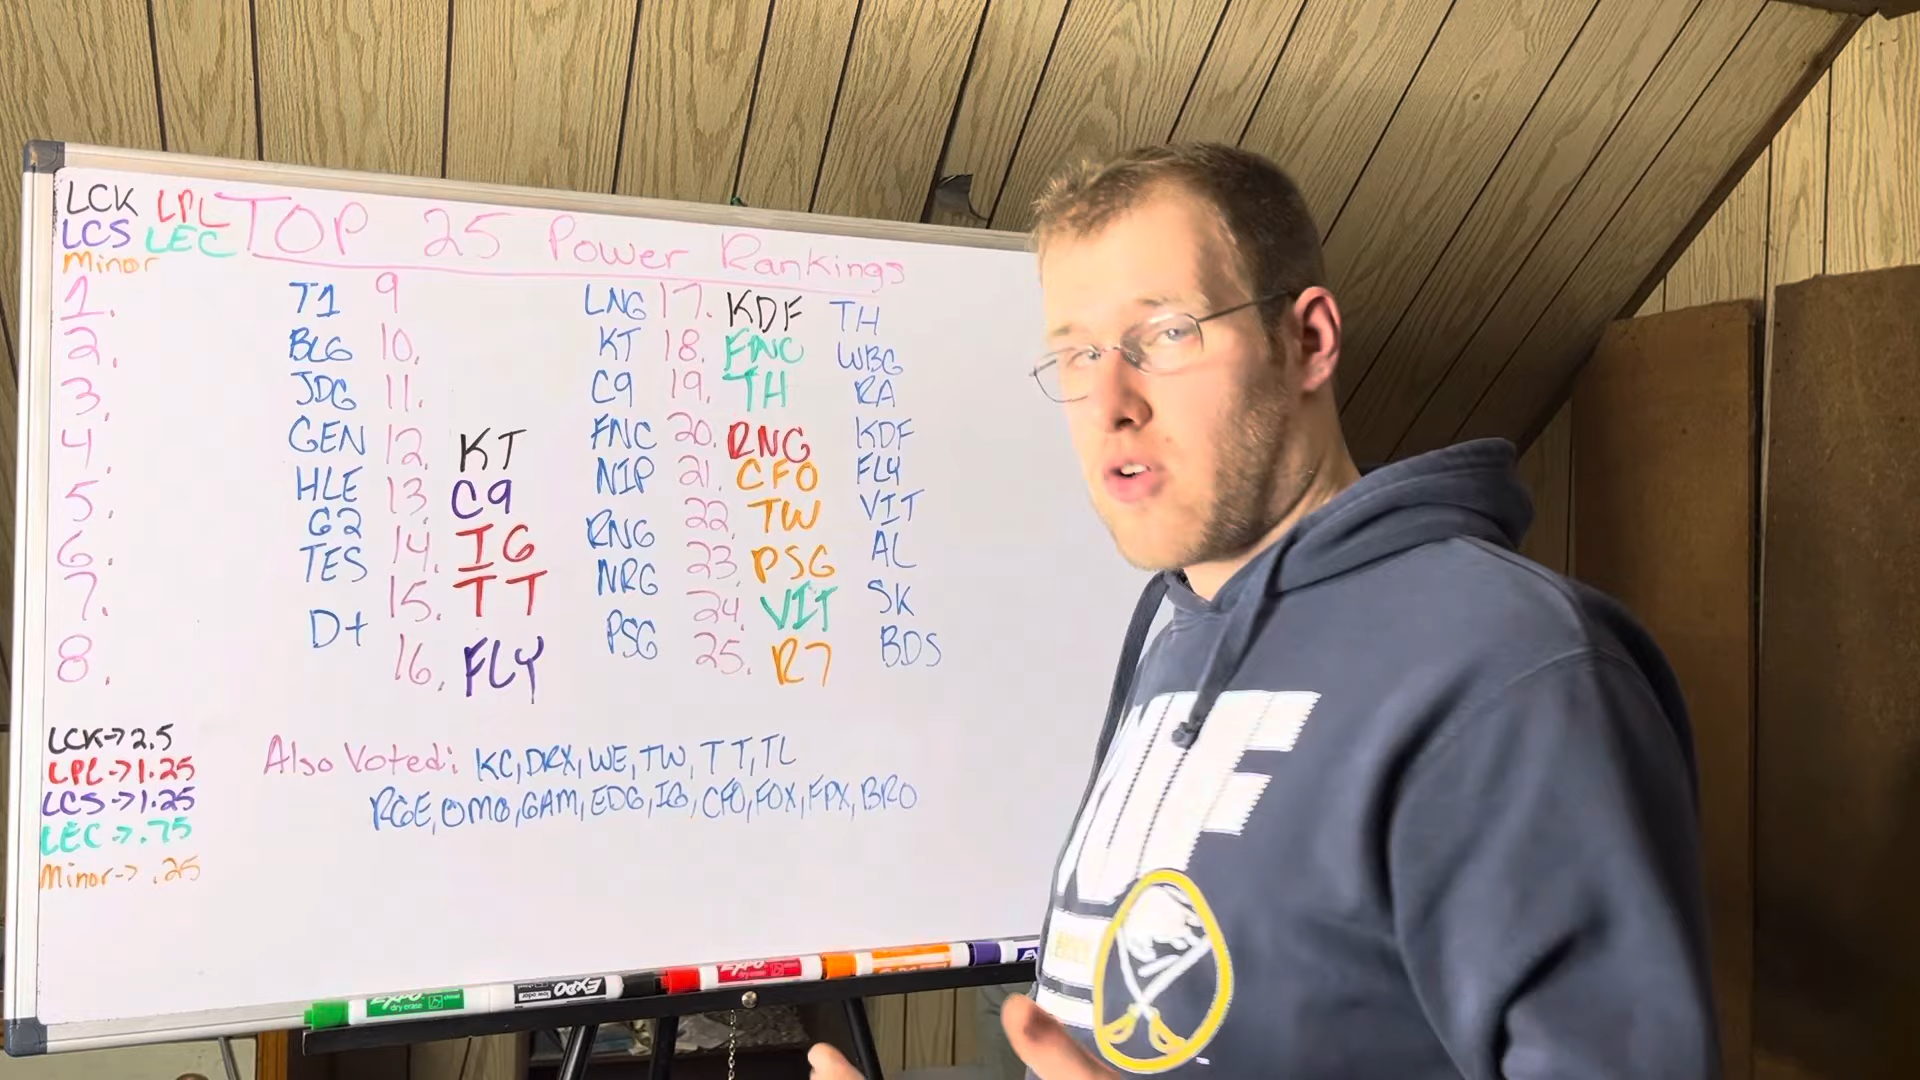 LCK LPL
LCS LEC
Minor
TOP 25 Power Rankings
1. T1 9 LNG 17. KDF TH
2. BLG 10. KT 18. FNC WBG
3. JDG 11. C9 19. TH RA
4. GEN 12. KT FNC 20. RNG KDF
5. HLE 13. C9 NIP 21. CFO FLY
6. G2 14. IG RNG 22. TW VIT
7. TES 15. TT NRG 23. PSG AL
8. D+ 16. FLY PSG 24. VIT SK
25. R7 BDS
LCK->2.5
LPL->1.25
LCS->1.25
LEC->.75
Minor->.25
Also Voted: KC, DRX, WE, TW, TT, TL
RGE, OMG, GAM, EDG, IG, CFO, FOX, FPX, BRO
EXPO
EXPO
EXPO